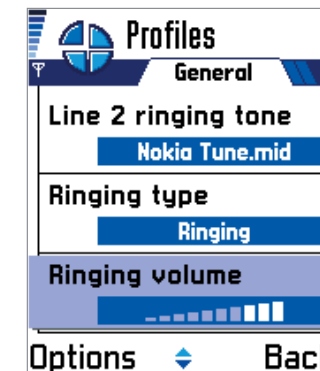 Profiles
General
Line 2 ringing tone
Nokia Tune.mid
Ringing type
Ringing
Ringing volume
Options Bac